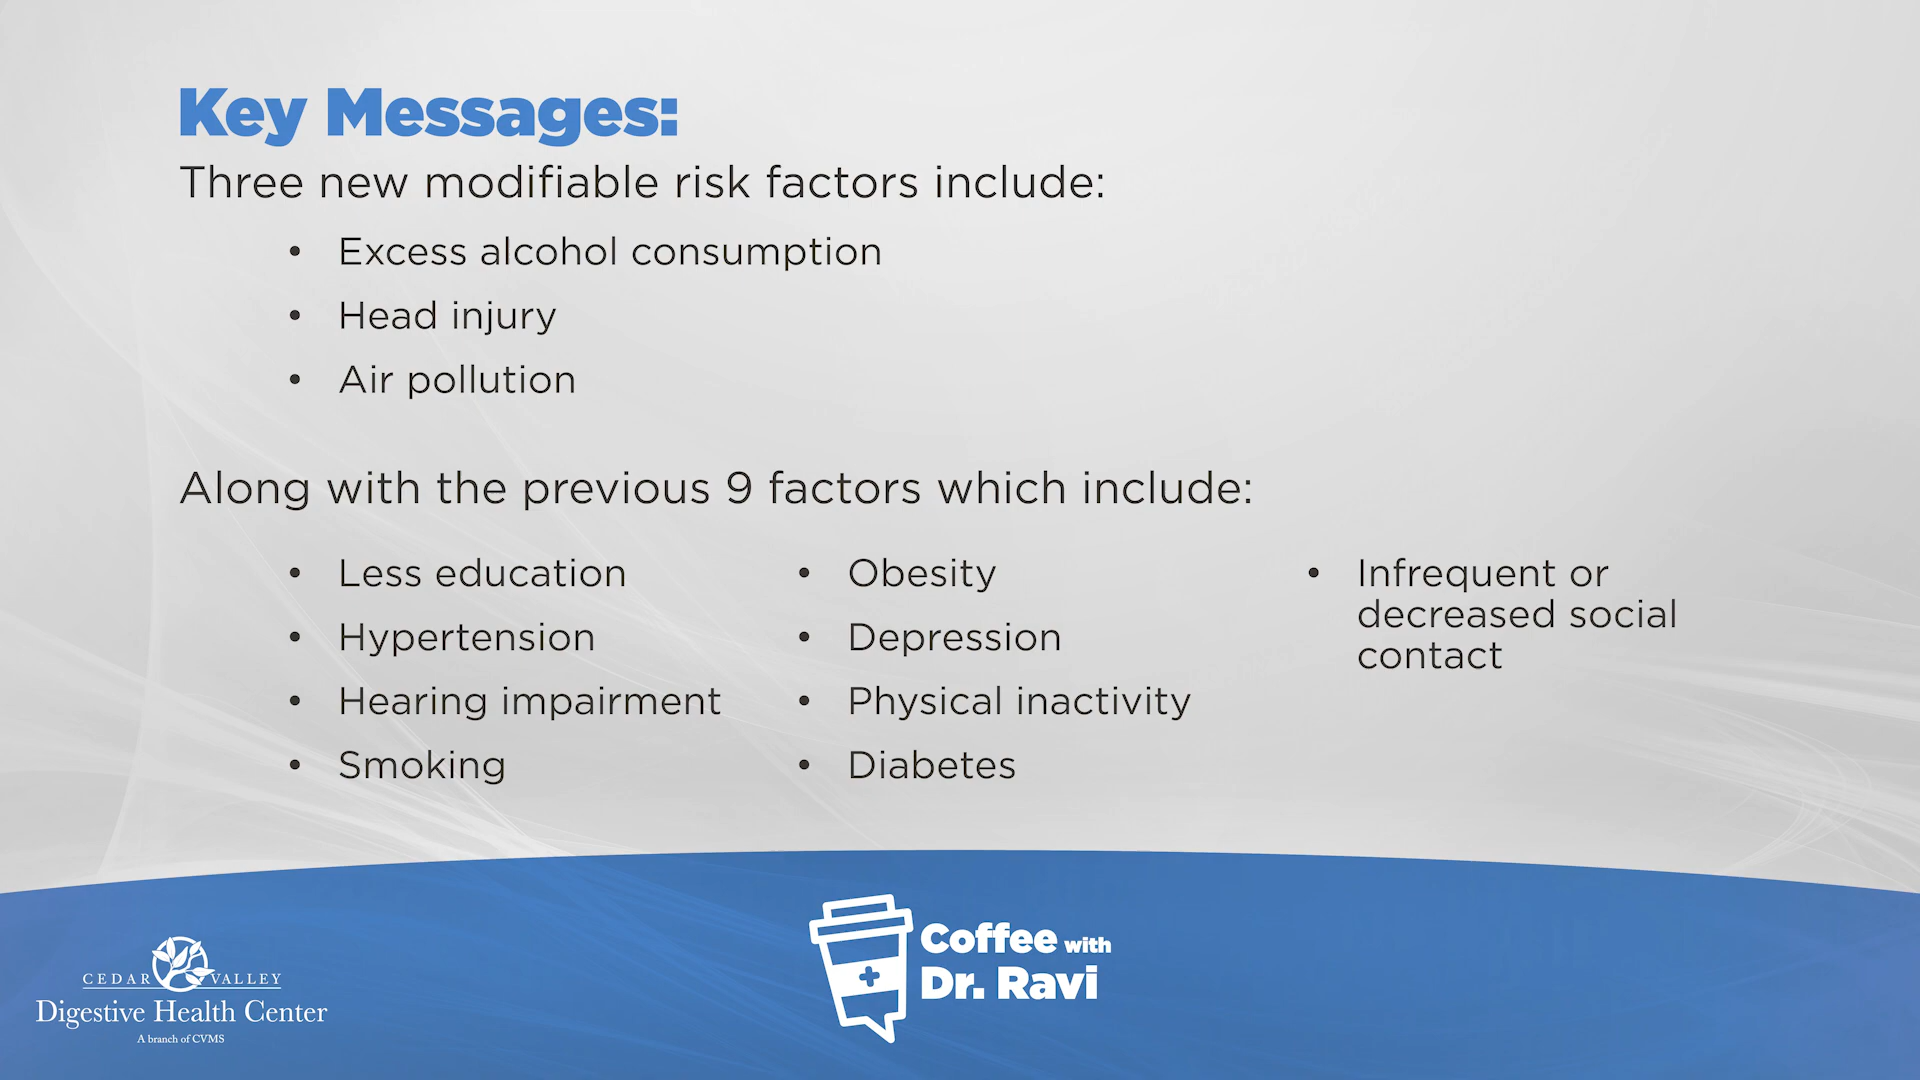 Key Messages:
Three new modifiable risk factors include:
• Excess alcohol consumption
• Head injury
• Air pollution
Along with the previous 9 factors which include:
• Less education
• Hypertension
• Hearing impairment
• Smoking
• Obesity
• Depression
• Physical inactivity
• Diabetes
• Infrequent or
decreased social
contact
CEDAR VALLEY
Digestive Health Center
A branch of CVMS
Coffee with
Dr. Ravi